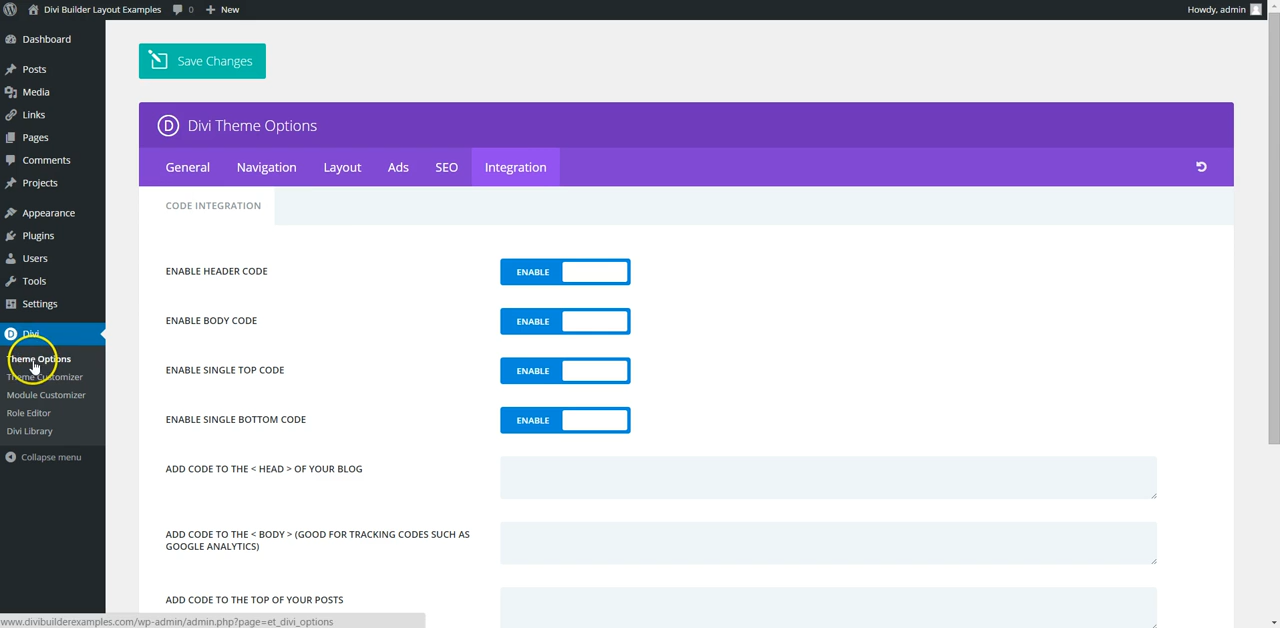 Divi Builder Layout Examples 0 New Howdy, admin
Dashboard
Posts
Media
Links
Pages
Comments
Projects
Appearance
Plugins
Users
Tools
Settings
Divi
Theme Options
Theme Customizer
Module Customizer
Role Editor
Divi Library
Collapse menu
Save Changes
D Divi Theme Options
General Navigation Layout Ads SEO Integration
CODE INTEGRATION
ENABLE HEADER CODE ENABLE
ENABLE BODY CODE ENABLE
ENABLE SINGLE TOP CODE ENABLE
ENABLE SINGLE BOTTOM CODE ENABLE
ADD CODE TO THE < HEAD > OF YOUR BLOG
ADD CODE TO THE < BODY > (GOOD FOR TRACKING CODES SUCH AS
GOOGLE ANALYTICS)
ADD CODE TO THE TOP OF YOUR POSTS
www.divibuilderexamples.com/wp-admin/admin.php?page=et_divi_options